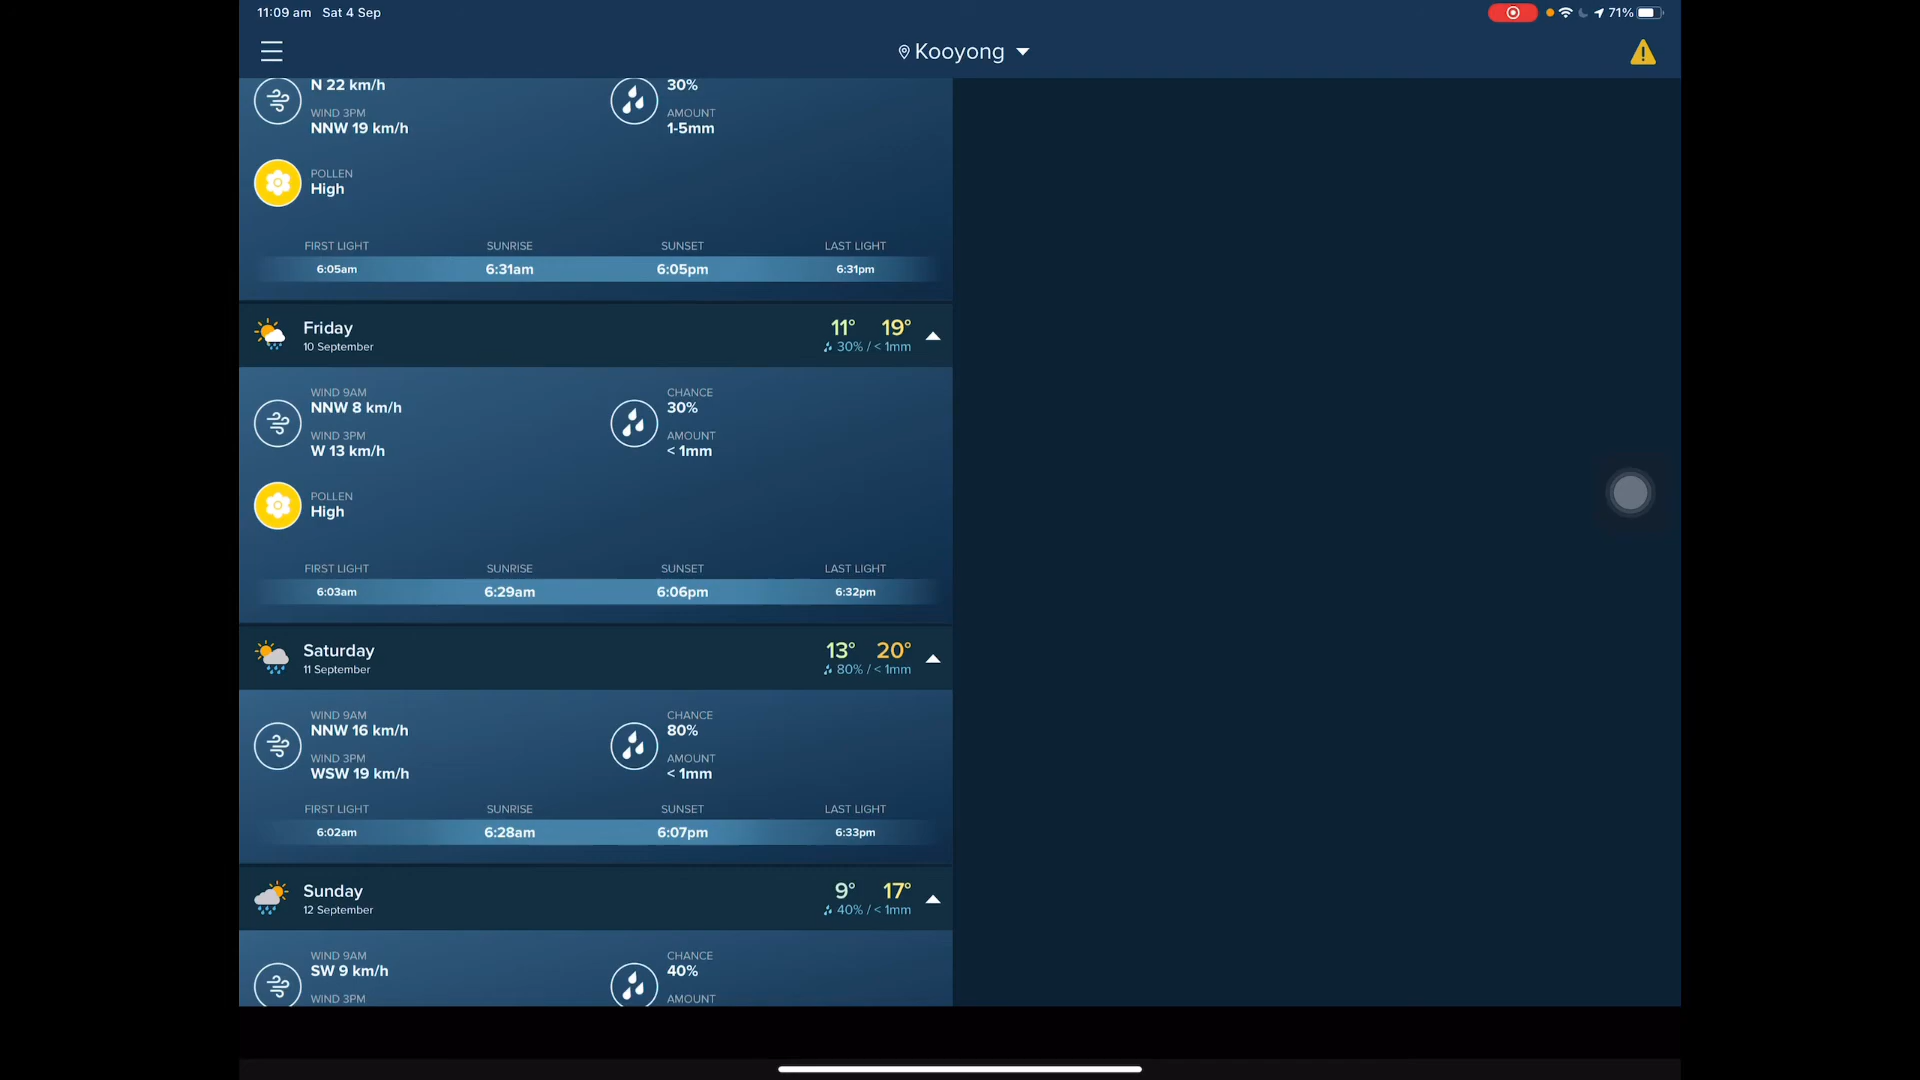 11:09 am Sat 4 Sep
71%
Kooyong
N 22 km/h
30%
WIND 3PM
AMOUNT
NNW 19 km/h
1-5mm
POLLEN
High
FIRST LIGHT SUNRISE SUNSET LAST LIGHT
6:05am 6:31am 6:05pm 6:31pm
Friday 11° 19°
10 September 30% / < 1mm
WIND 9AM
CHANCE
NNW 8 km/h
30%
WIND 3PM
AMOUNT
W 13 km/h
< 1mm
POLLEN
High
FIRST LIGHT SUNRISE SUNSET LAST LIGHT
6:03am 6:29am 6:06pm 6:32pm
Saturday 13° 20°
11 September 80% / < 1mm
WIND 9AM
CHANCE
NNW 16 km/h
80%
WIND 3PM
AMOUNT
WSW 19 km/h
< 1mm
FIRST LIGHT SUNRISE SUNSET LAST LIGHT
6:02am 6:28am 6:07pm 6:33pm
Sunday 9° 17°
12 September 40% / < 1mm
WIND 9AM
CHANCE
SW 9 km/h
40%
WIND 3PM
AMOUNT